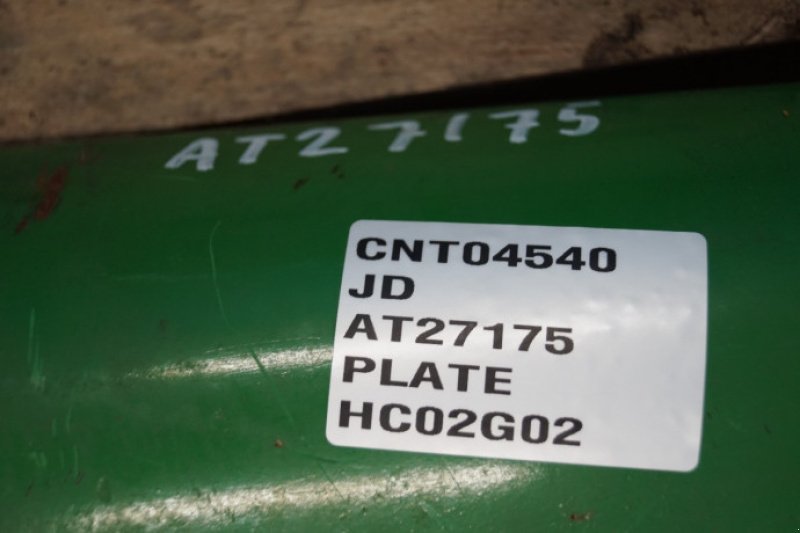 AT27175
CNT04540
JD
AT27175
PLATE
HC02G02